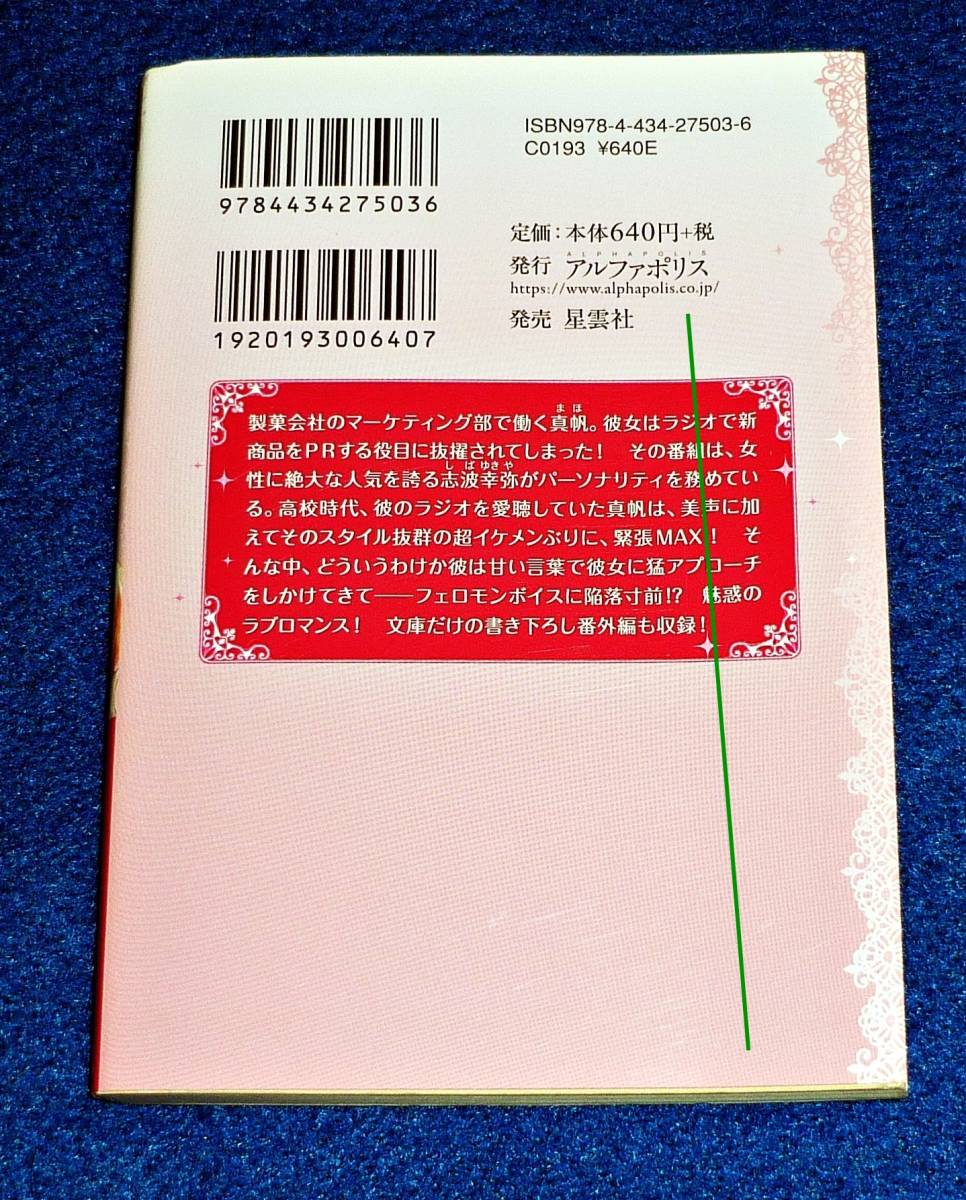 ISBN978-4-434-27503-6
C0193 ¥640E
9784434275036
定価：本体640円+税
ALPHAPOLIS
発行 アルファポリス
https://www.alphapolis.co.jp/
発売 星雲社
1920193006407
まほ
製菓会社のマーケティング部で働く真帆。彼女はラジオで新
商品をPRする役目に抜擢されてしまった！　その番組は、女
しば ゆきや
性に絶大な人気を誇る志波幸弥がパーソナリティを務めてい
る。高校時代、彼のラジオを愛聴していた真帆は、美声に加
えてそのスタイル抜群の超イケメンぶりに、緊張MAX！　そ
んな中、どういうわけか彼は甘い言葉で彼女に猛アプローチ
をしかけてきて――フェロモンボイスに陥落寸前!?　魅惑の
ラブロマンス！　文庫だけの書き下ろし番外編も収録！